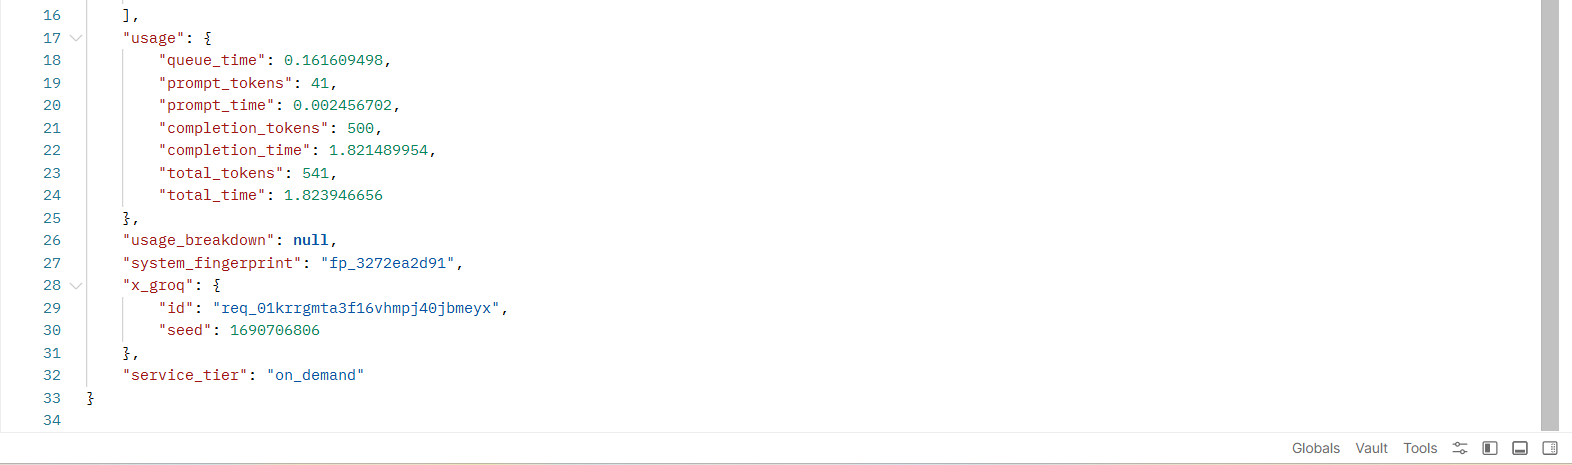 16 ],
17 "usage": {
18 "queue_time": 0.161609498,
19 "prompt_tokens": 41,
20 "prompt_time": 0.002456702,
21 "completion_tokens": 500,
22 "completion_time": 1.821489954,
23 "total_tokens": 541,
24 "total_time": 1.823946656
25 },
26 "usage_breakdown": null,
27 "system_fingerprint": "fp_3272ea2d91",
28 "x_groq": {
29 "id": "req_01krrgmta3f16vhmpj40jbmeyx",
30 "seed": 1690706806
31 },
32 "service_tier": "on_demand"
33 }
34
Globals Vault Tools